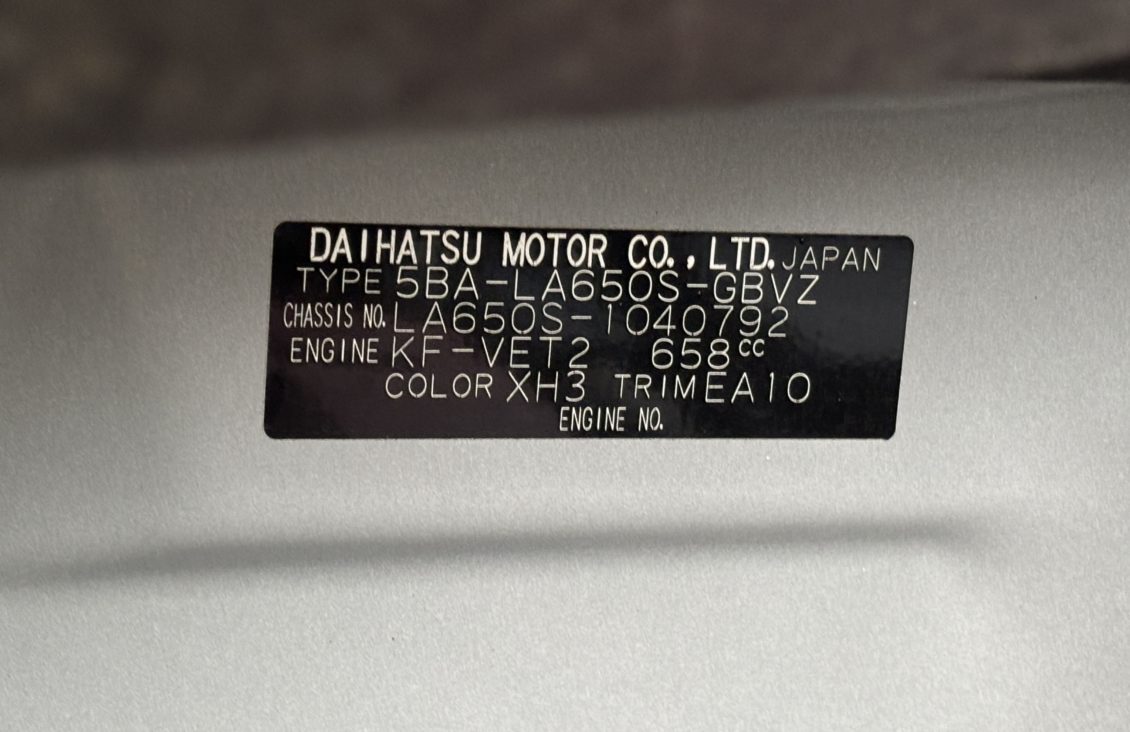 DAIHATSU MOTOR CO., LTD. JAPAN
TYPE 5BA-LA650S-GBVZ
CHASSIS NO. LA650S-1040792
ENGINE KF-VET2 658cc
COLOR XH3 TRIM EA10
ENGINE NO.